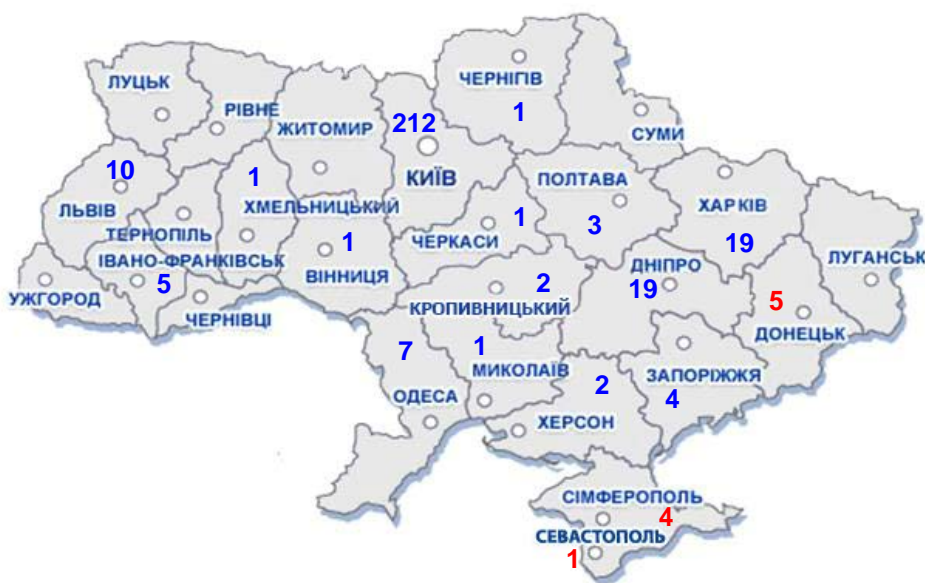 ЧЕРНІГІВ
ЛУЦЬК
РІВНЕ
1
212
ЖИТОМИР
СУМИ
10
1
КИЇВ
ПОЛТАВА
ХАРКІВ
ЛЬВІВ
ХМЕЛЬНИЦЬКИЙ
1
3
ТЕРНОПІЛЬ
1
ЧЕРКАСИ
19
ІВАНО-ФРАНКІВСЬК
ВІННИЦЯ
ДНІПРО
ЛУГАНСЬК
5
2
19
УЖГОРОД
КРОПИВНИЦЬКИЙ
5
ЧЕРНІВЦІ
ДОНЕЦЬК
7
1
МИКОЛАЇВ
ЗАПОРІЖЖЯ
2
ОДЕСА
4
ХЕРСОН
СІМФЕРОПОЛЬ
4
СЕВАСТОПОЛЬ
1